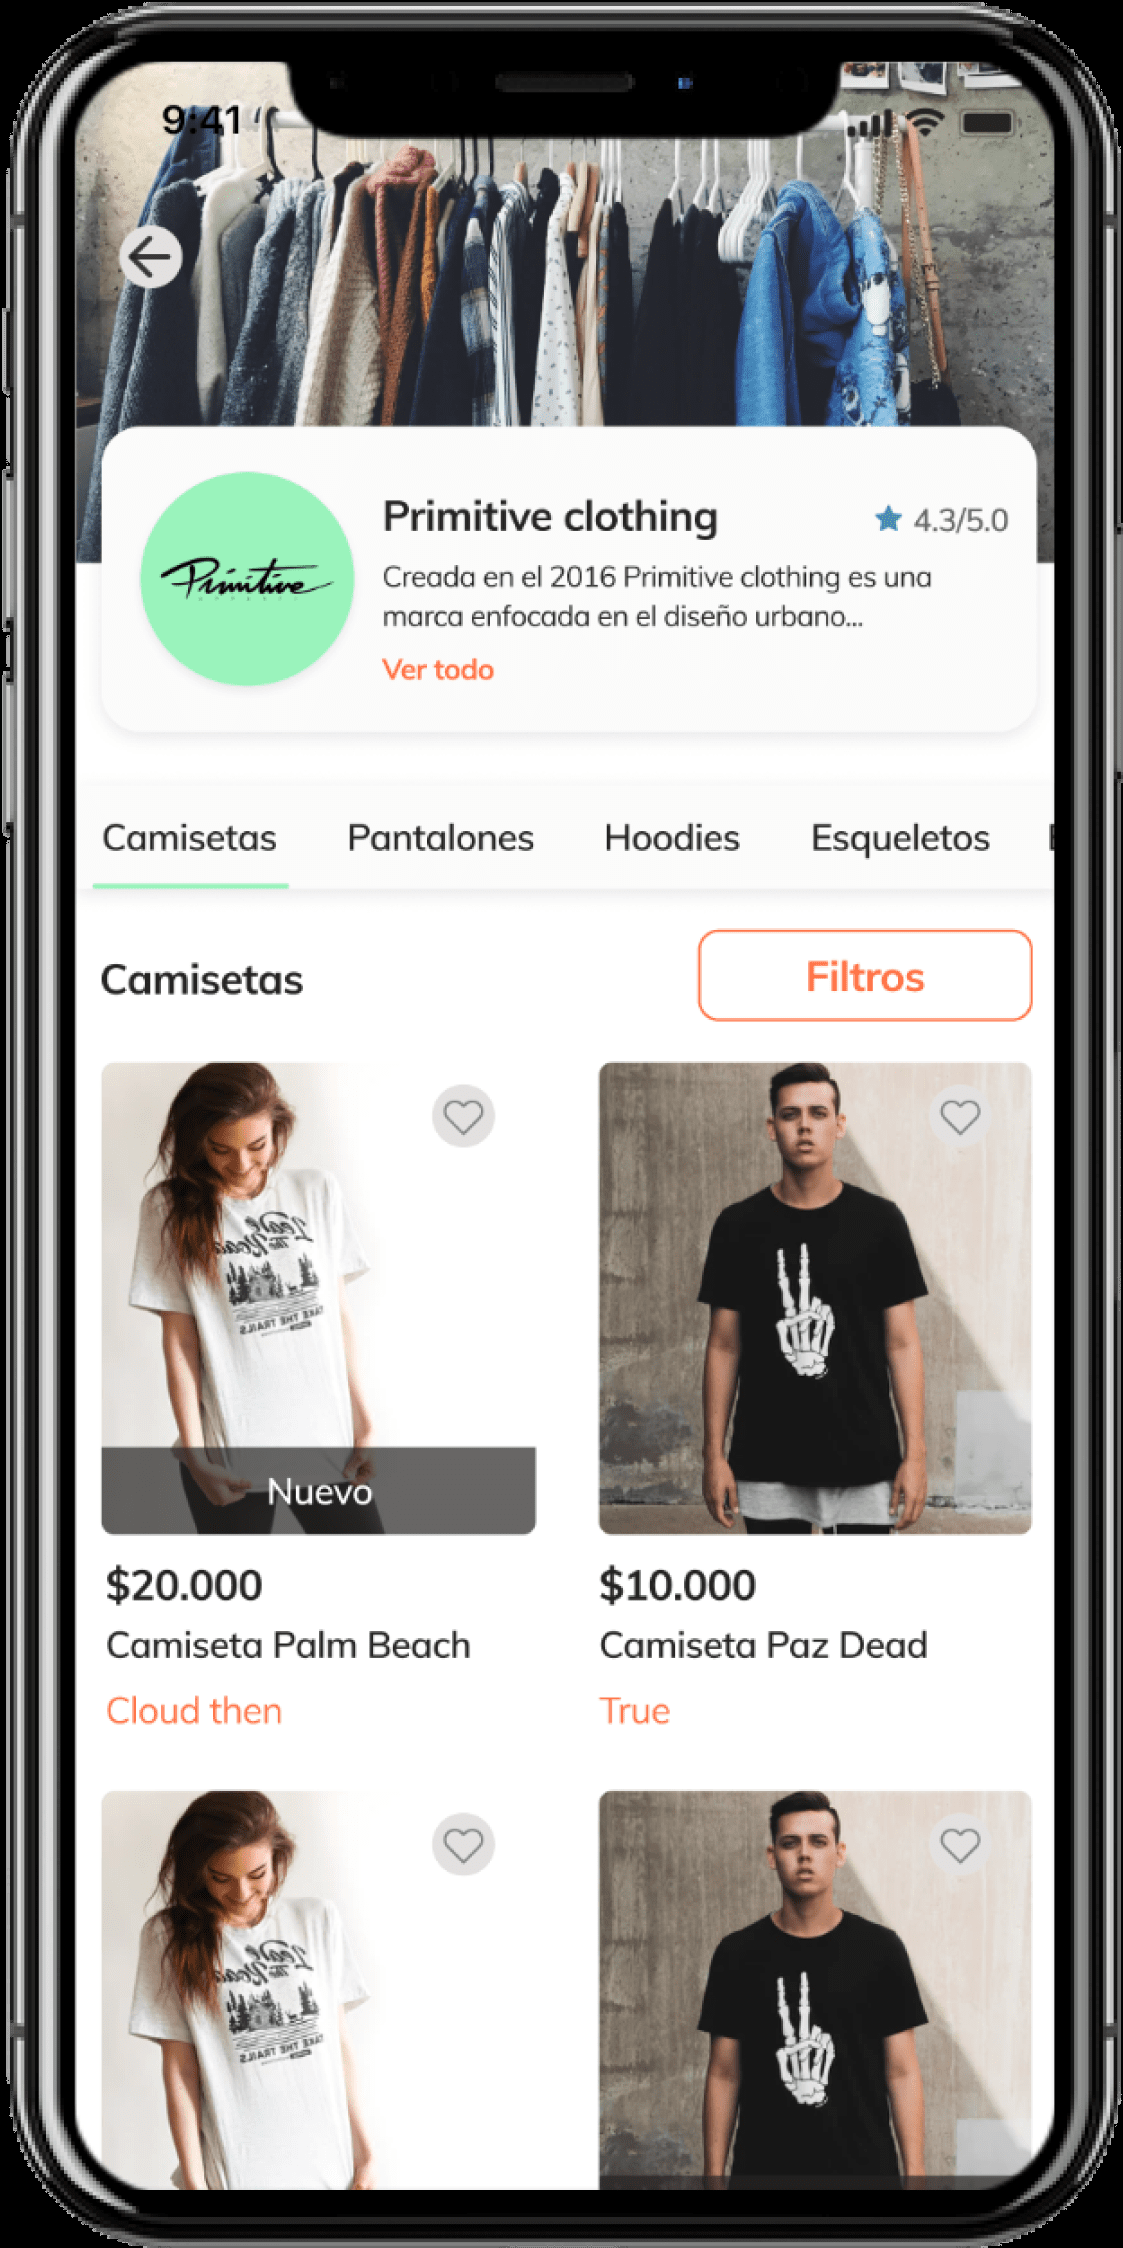 9:41
Primitive
Primitive clothing
4.3/5.0
Creada en el 2016 Primitive clothing es una
marca enfocada en el diseño urbano...
Ver todo
Camisetas
Pantalones
Hoodies
Esqueletos
Camisetas
Filtros
Nuevo
$20.000
$10.000
Camiseta Palm Beach
Camiseta Paz Dead
Cloud then
True